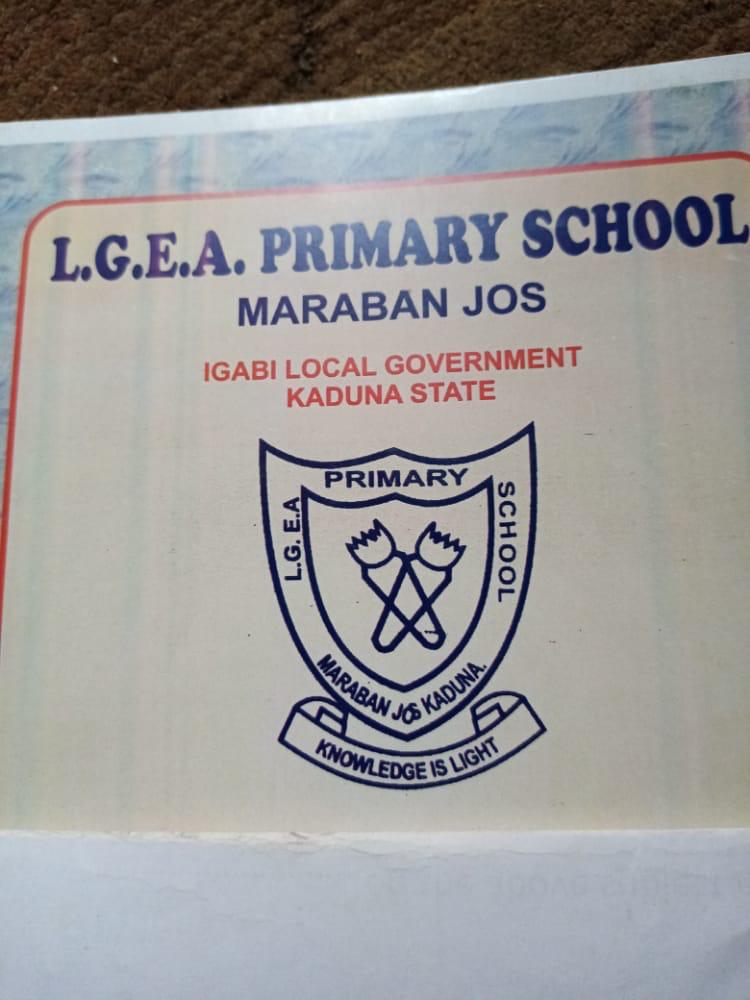 L.G.E.A. PRIMARY SCHOOL
MARABAN JOS
IGABI LOCAL GOVERNMENT
KADUNA STATE
L.G. E.A
PRIMARY
SCHOOL
MARABAN JOS KADUNA.
KNOWLEDGE IS LIGHT